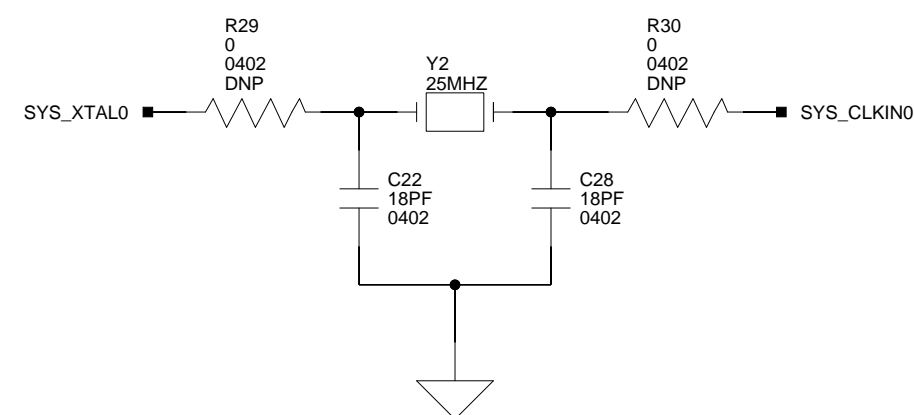 R29
0
0402
DNP
Y2
25MHZ
R30
0
0402
DNP
SYS_XTAL0
SYS_CLKIN0
C22
18PF
0402
C28
18PF
0402